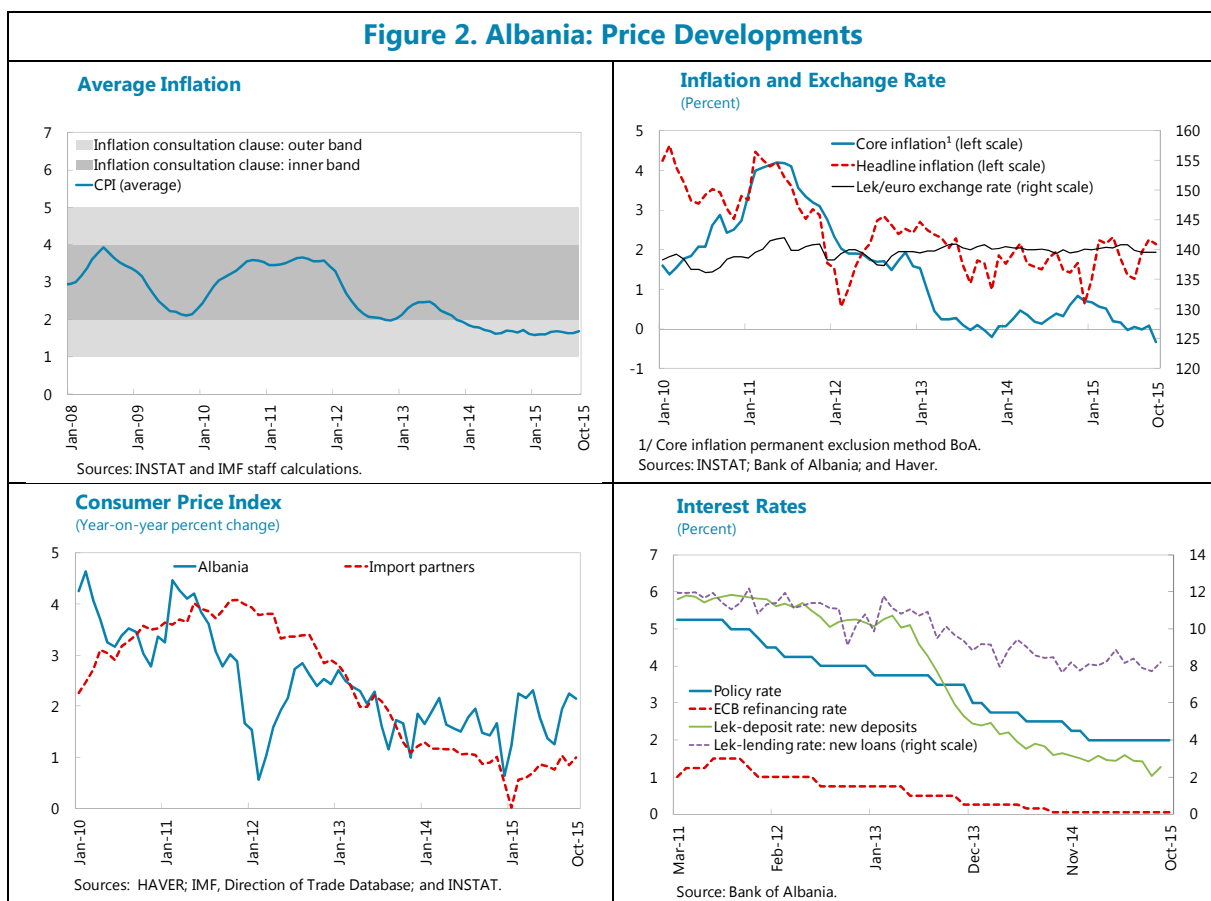 Figure 2. Albania: Price Developments
Average Inflation
7
6
5
4
3
2
1
0
Inflation consultation clause: outer band
Inflation consultation clause: inner band
CPI (average)
Jan-08
Jan-09
Jan-10
Jan-11
Jan-12
Jan-13
Jan-14
Jan-15
Oct-15
Sources: INSTAT and IMF staff calculations.
Inflation and Exchange Rate
(Percent)
5
4
3
2
1
0
-1
Core inflation¹ (left scale)
Headline inflation (left scale)
Lek/euro exchange rate (right scale)
160
155
150
145
140
135
130
125
120
Jan-10
Jan-11
Jan-12
Jan-13
Jan-14
Jan-15
Oct-15
1/ Core inflation permanent exclusion method BoA.
Sources: INSTAT; Bank of Albania; and Haver.
Consumer Price Index
(Year-on-year percent change)
5
4
3
2
1
0
Albania
Import partners
Jan-10
Jan-11
Jan-12
Jan-13
Jan-14
Jan-15
Oct-15
Sources: HAVER; IMF, Direction of Trade Database; and INSTAT.
Interest Rates
(Percent)
7
6
5
4
3
2
1
0
Policy rate
ECB refinancing rate
Lek-deposit rate: new deposits
Lek-lending rate: new loans (right scale)
14
12
10
8
6
4
2
0
Mar-11
Feb-12
Jan-13
Dec-13
Nov-14
Oct-15
Source: Bank of Albania.